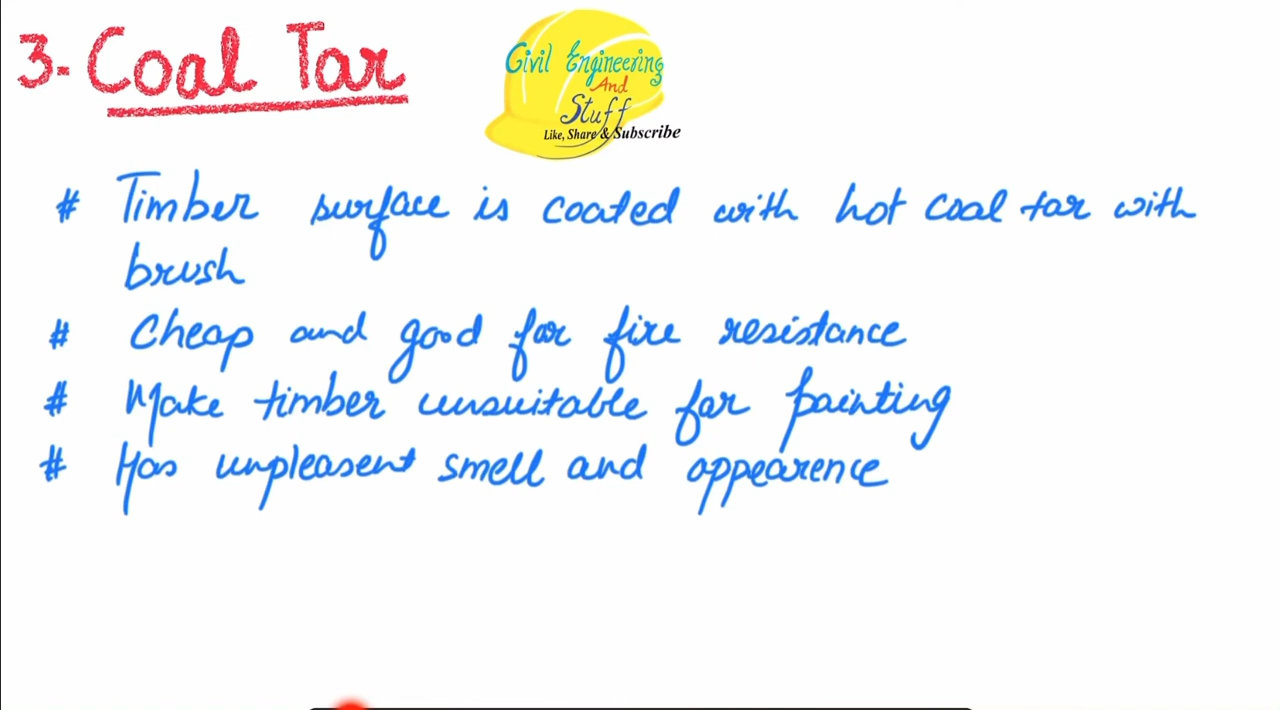 3- Coal Tar
Civil Engineering
And
Stuff
Like, Share & Subscribe
# Timber surface is coated with hot coal tar with
brush
# Cheap and good for fire resistance
# Make timber unsuitable for painting
# Has unpleasent smell and appearence